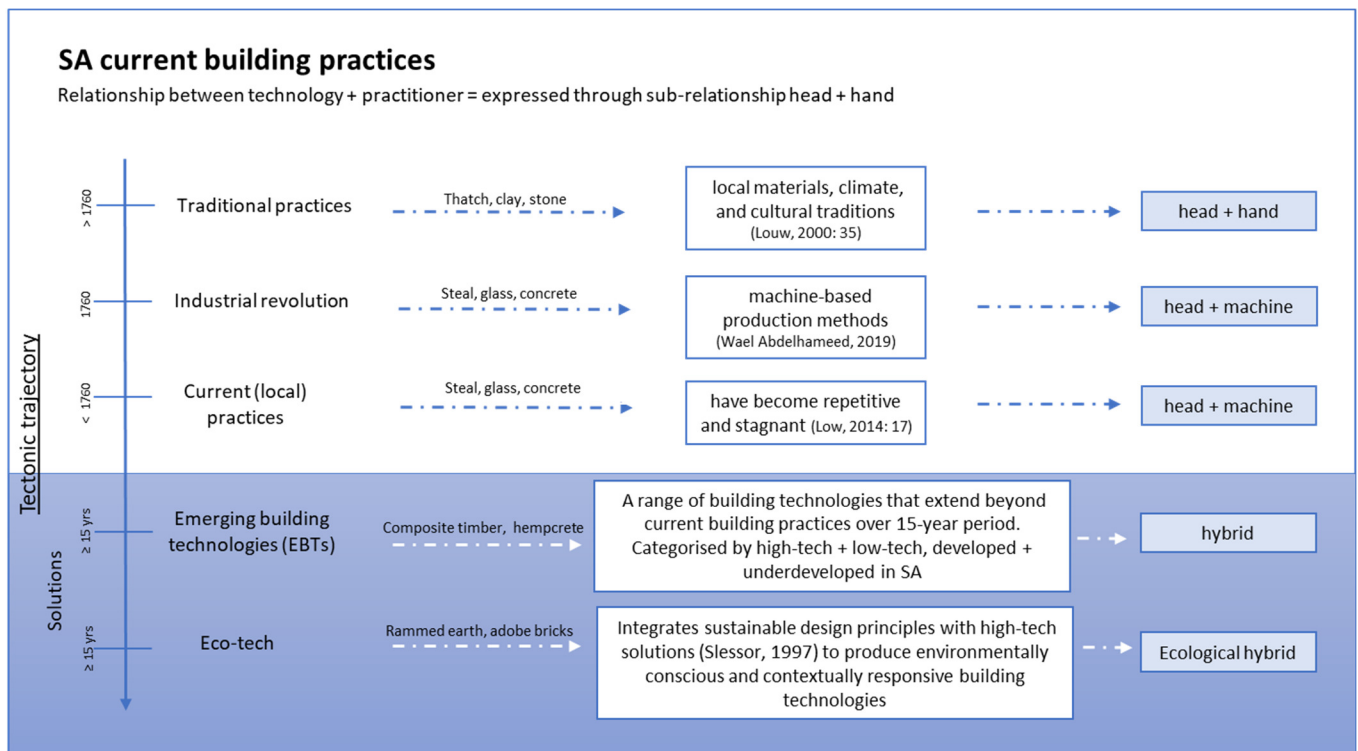 SA current building practices
Relationship between technology + practitioner = expressed through sub-relationship head + hand
Tectonic trajectory
Solutions
> 1760
Traditional practices
Thatch, clay, stone
local materials, climate,
and cultural traditions
(Louw, 2000: 35)
head + hand
1760
Industrial revolution
Steal, glass, concrete
machine-based
production methods
(Wael Abdelhameed, 2019)
head + machine
< 1760
Current (local)
practices
Steal, glass, concrete
have become repetitive
and stagnant (Low, 2014: 17)
head + machine
≥ 15 yrs
Emerging building
technologies (EBTs)
Composite timber, hempcrete
A range of building technologies that extend beyond
current building practices over 15-year period.
Categorised by high-tech + low-tech, developed +
underdeveloped in SA
hybrid
≥ 15 yrs
Eco-tech
Rammed earth, adobe bricks
Integrates sustainable design principles with high-tech
solutions (Slessor, 1997) to produce environmentally
conscious and contextually responsive building
technologies
Ecological hybrid